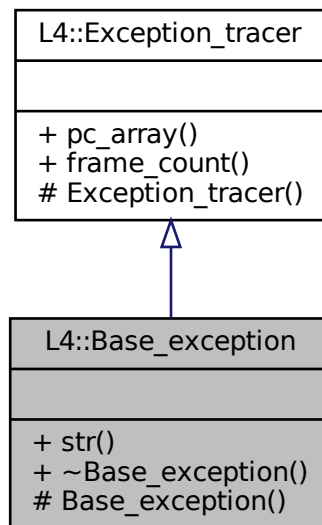 L4::Exception_tracer
+ pc_array()
+ frame_count()
# Exception_tracer()
L4::Base_exception
+ str()
+ ~Base_exception()
# Base_exception()